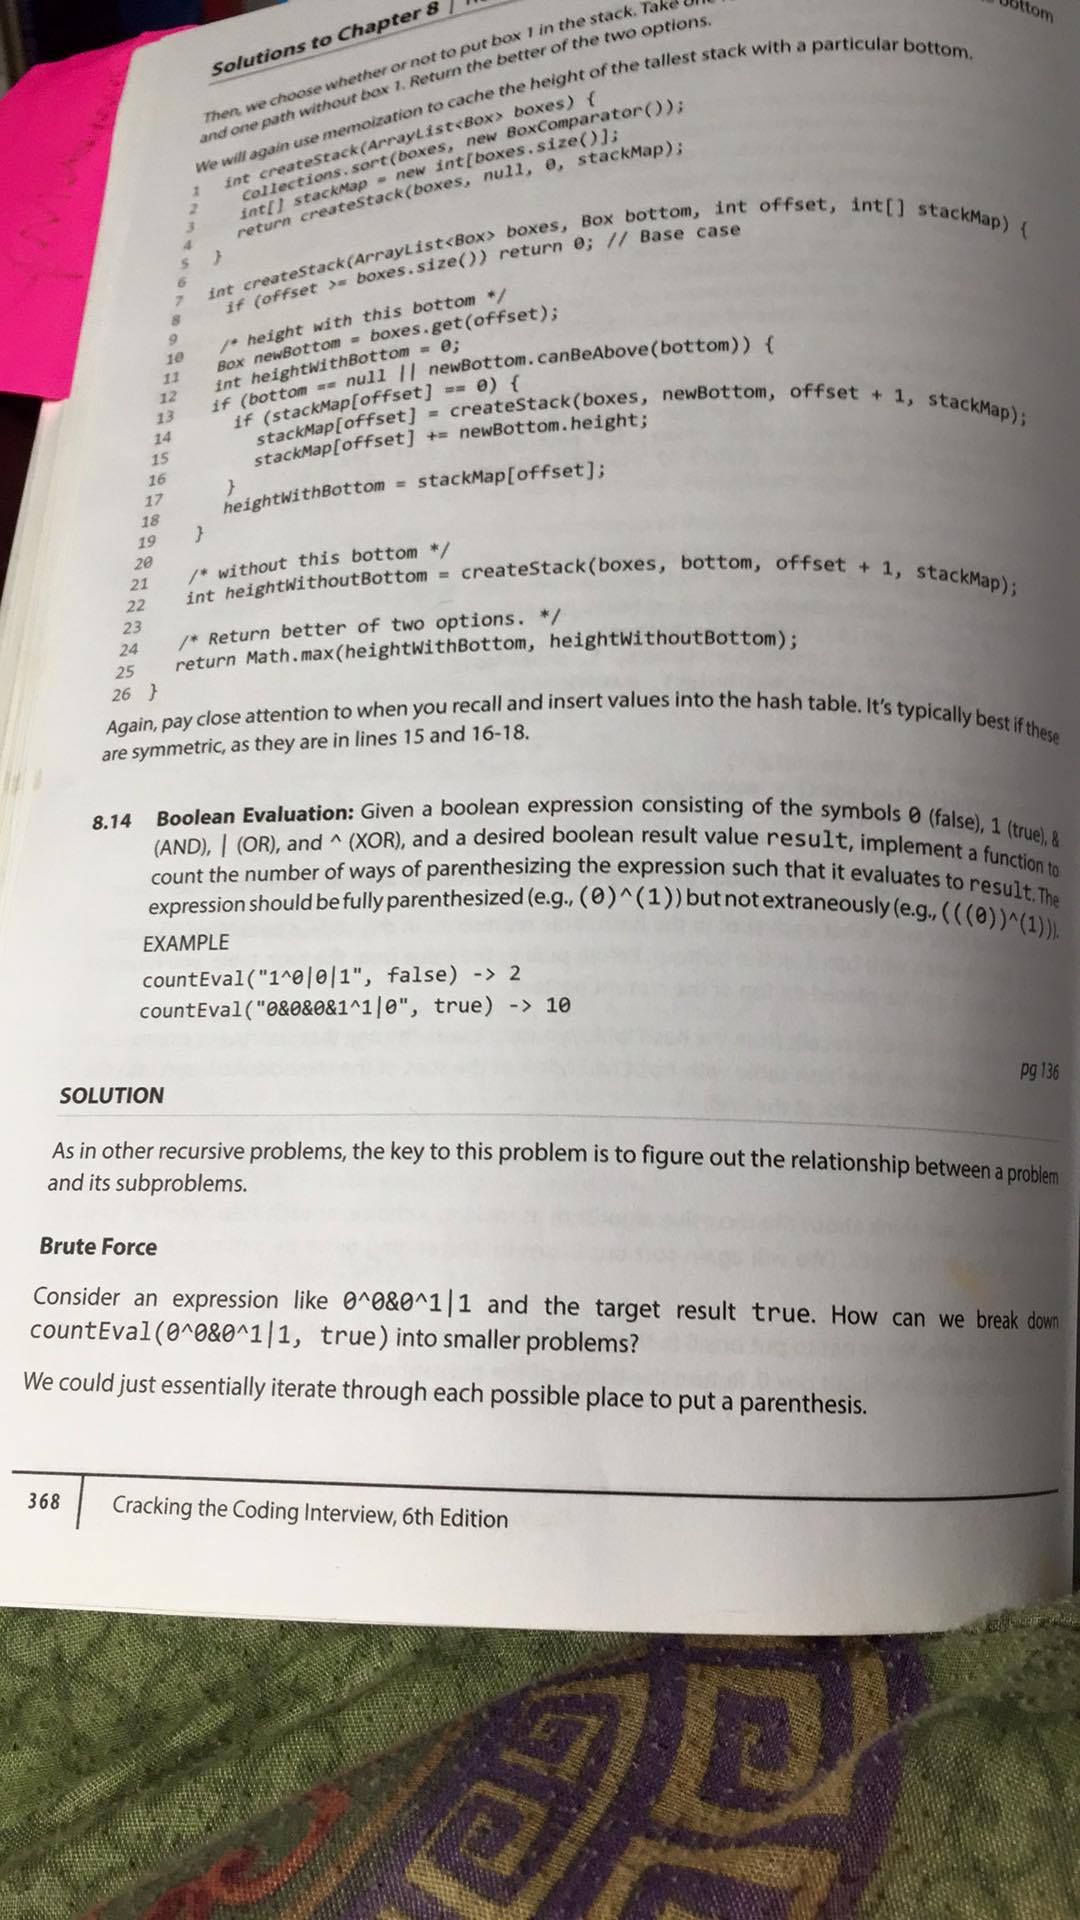 Solutions to Chapter 8 |
Then, we choose whether or not to put box 1 in the stack. Take
and one path without box 1. Return the better of the two options.
bottom
We will again use memoization to cache the height of the tallest stack with a particular bottom.
1 int createStack(ArrayList<Box> boxes) {
2 Collections.sort(boxes, new BoxComparator());
3 int[] stackMap = new int[boxes.size()];
4 return createStack(boxes, null, 0, stackMap);
5 }
6
7 int createStack(ArrayList<Box> boxes, Box bottom, int offset, int[] stackMap) {
8 if (offset >= boxes.size()) return 0; // Base case
9
10 /* height with this bottom */
11 Box newBottom = boxes.get(offset);
12 int heightWithBottom = 0;
13 if (bottom == null || newBottom.canBeAbove(bottom)) {
14 if (stackMap[offset] == 0) {
15 stackMap[offset] = createStack(boxes, newBottom, offset + 1, stackMap);
16 stackMap[offset] += newBottom.height;
17 }
18 heightWithBottom = stackMap[offset];
19 }
20
21 /* without this bottom */
22 int heightWithoutBottom = createStack(boxes, bottom, offset + 1, stackMap);
23
24 /* Return better of two options. */
25 return Math.max(heightWithBottom, heightWithoutBottom);
26 }
Again, pay close attention to when you recall and insert values into the hash table. It's typically best if these
are symmetric, as they are in lines 15 and 16-18.
8.14 Boolean Evaluation: Given a boolean expression consisting of the symbols 0 (false), 1 (true), &
(AND), | (OR), and ^ (XOR), and a desired boolean result value result, implement a function to
count the number of ways of parenthesizing the expression such that it evaluates to result. The
expression should be fully parenthesized (e.g., (0)^(1)) but not extraneously (e.g., (((0))^(1))).
EXAMPLE
countEval("1^0|0|1", false) -> 2
countEval("0&0&0&1^1|0", true) -> 10
pg 136
SOLUTION
As in other recursive problems, the key to this problem is to figure out the relationship between a problem
and its subproblems.
Brute Force
Consider an expression like 0^0&0^1|1 and the target result true. How can we break down
countEval(0^0&0^1|1, true) into smaller problems?
We could just essentially iterate through each possible place to put a parenthesis.
368 Cracking the Coding Interview, 6th Edition